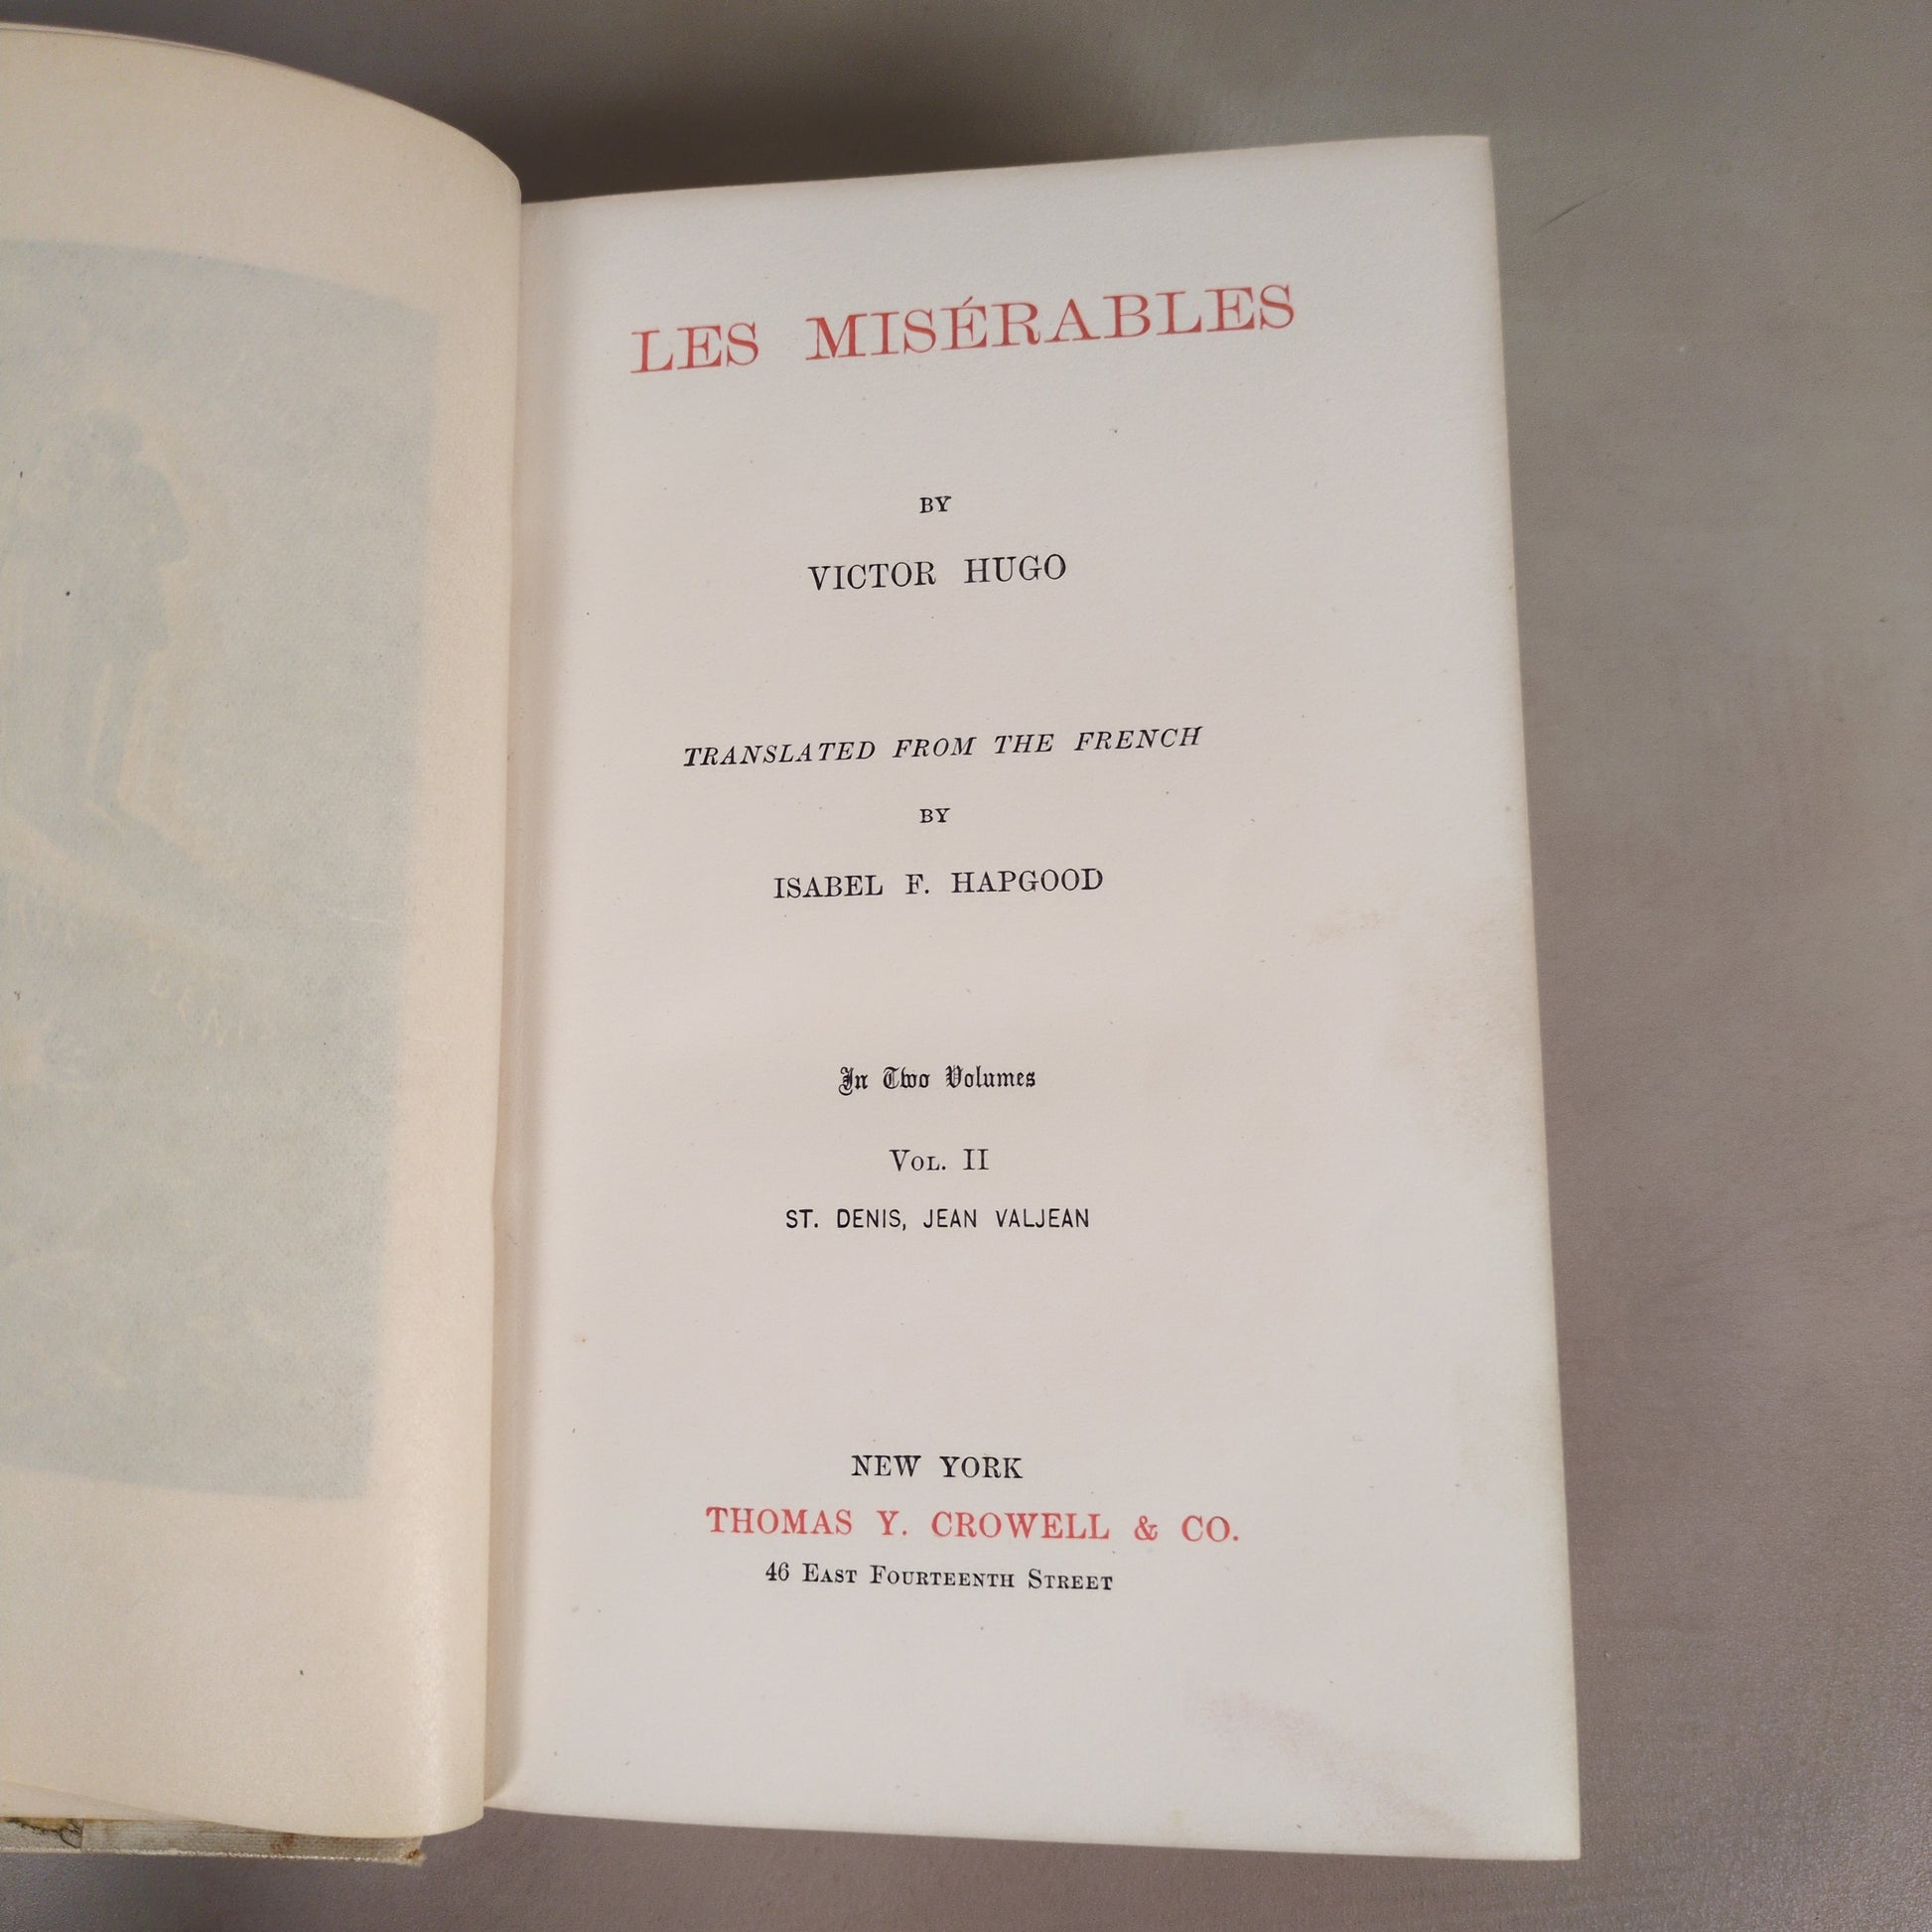 LES MISÉRABLES
BY
VICTOR HUGO
TRANSLATED FROM THE FRENCH
BY
ISABEL F. HAPGOOD
In Two Volumes
VOL. II
ST. DENIS, JEAN VALJEAN
NEW YORK
THOMAS Y. CROWELL & CO.
46 EAST FOURTEENTH STREET